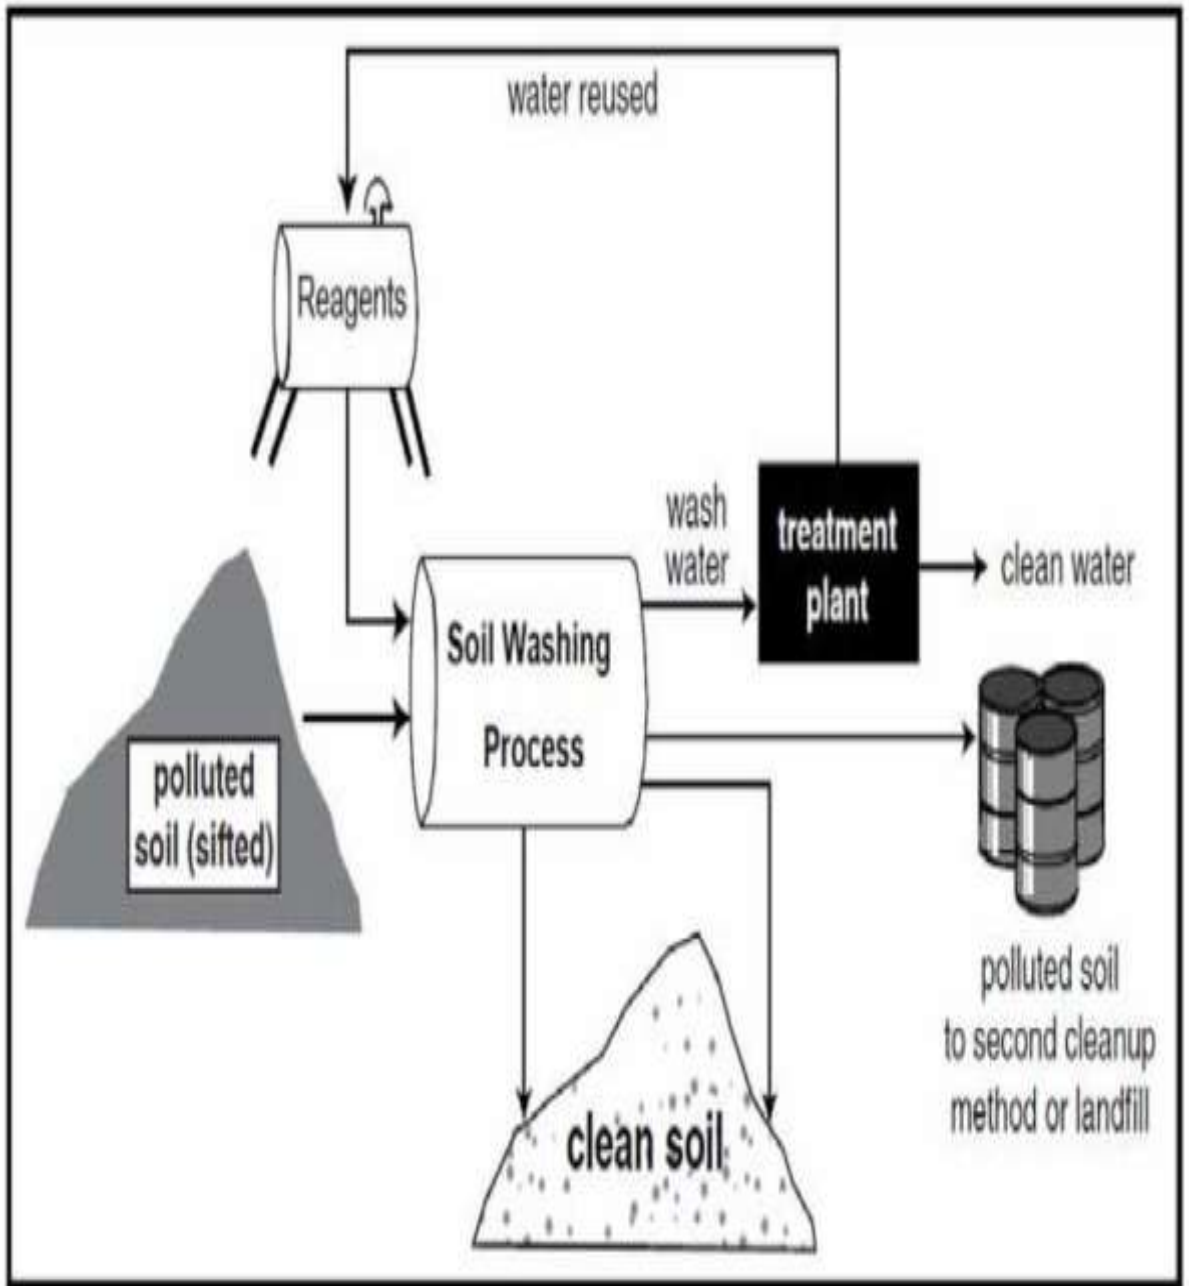 water reused
Reagents
wash
water
treatment
plant
clean water
Soil Washing
Process
polluted
soil (sifted)
polluted soil
to second cleanup
method or landfill
clean soil